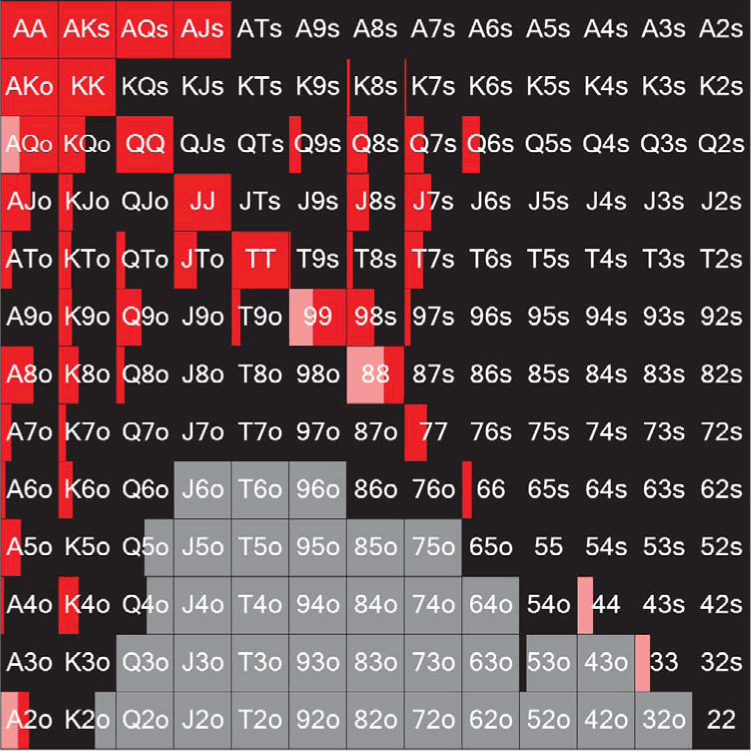 AA AKs AQs AJs ATs A9s A8s A7s A6s A5s A4s A3s A2s
AKo KK KQs KJs KTs K9s K8s K7s K6s K5s K4s K3s K2s
AQo KQo QQ QJs QTs Q9s Q8s Q7s Q6s Q5s Q4s Q3s Q2s
AJo KJo QJo JJ JTs J9s J8s J7s J6s J5s J4s J3s J2s
ATo KTo QTo JTo TT T9s T8s T7s T6s T5s T4s T3s T2s
A9o K9o Q9o J9o T9o 99 98s 97s 96s 95s 94s 93s 92s
A8o K8o Q8o J8o T8o 98o 88 87s 86s 85s 84s 83s 82s
A7o K7o Q7o J7o T7o 97o 87o 77 76s 75s 74s 73s 72s
A6o K6o Q6o J6o T6o 96o 86o 76o 66 65s 64s 63s 62s
A5o K5o Q5o J5o T5o 95o 85o 75o 65o 55 54s 53s 52s
A4o K4o Q4o J4o T4o 94o 84o 74o 64o 54o 44 43s 42s
A3o K3o Q3o J3o T3o 93o 83o 73o 63o 53o 43o 33 32s
A2o K2o Q2o J2o T2o 92o 82o 72o 62o 52o 42o 32o 22